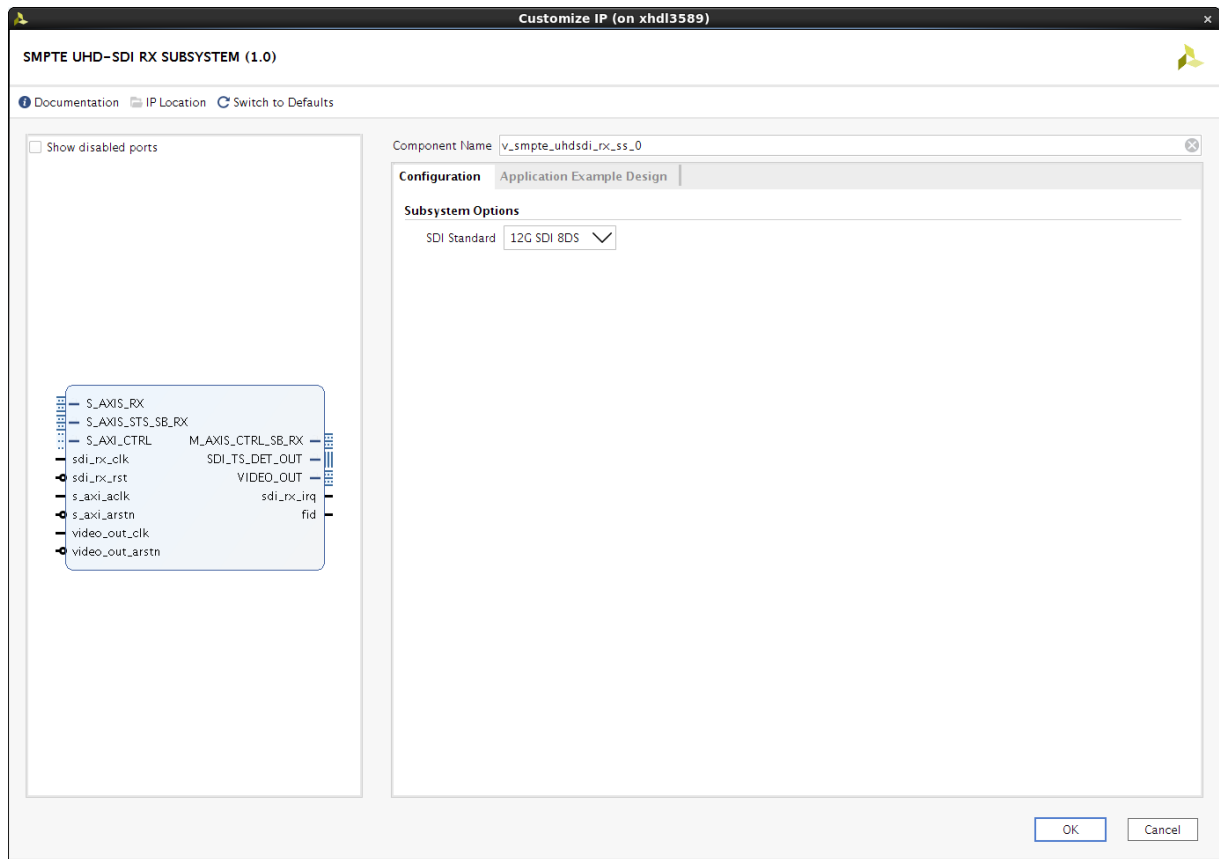 Customize IP (on xhdl3589)
SMPTE UHD-SDI RX SUBSYSTEM (1.0)
Documentation IP Location Switch to Defaults
Show disabled ports
Component Name v_smpte_uhdsdi_rx_ss_0
Configuration Application Example Design
Subsystem Options
SDI Standard 12G SDI 8DS
S_AXIS_RX
S_AXIS_STS_SB_RX
S_AXI_CTRL M_AXIS_CTRL_SB_RX
sdi_rx_clk SDI_TS_DET_OUT
sdi_rx_rst VIDEO_OUT
s_axi_aclk sdi_rx_irq
s_axi_arstn fid
video_out_clk
video_out_arstn
OK Cancel